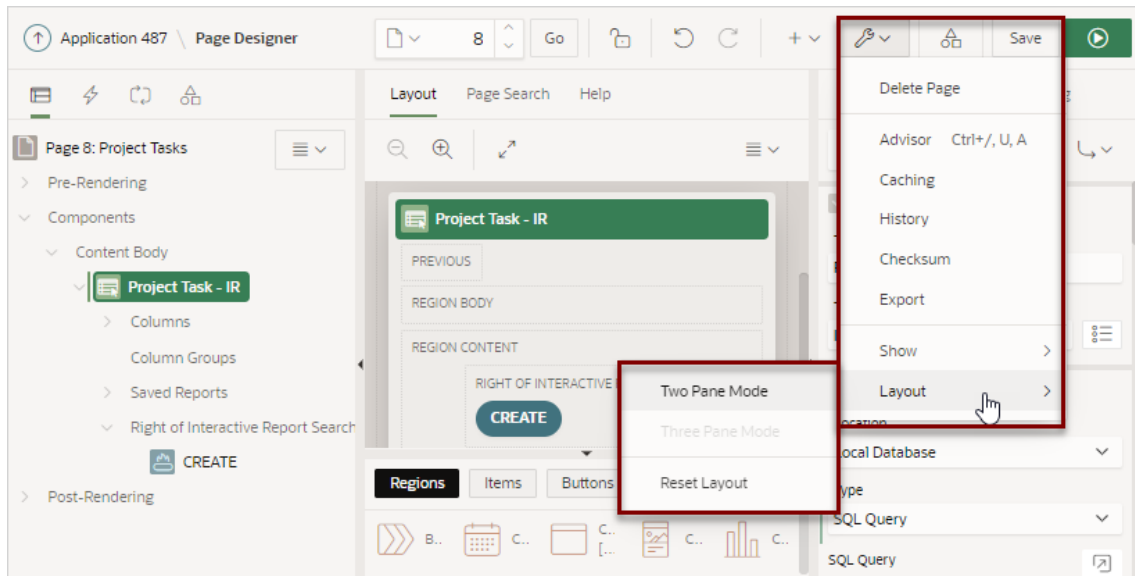 Application 487 \ Page Designer
8
Go
Save
Layout
Page Search
Help
Page 8: Project Tasks
Pre-Rendering
Components
Content Body
Project Task - IR
Columns
Column Groups
Saved Reports
Right of Interactive Report Search
CREATE
Post-Rendering
Project Task - IR
PREVIOUS
REGION BODY
REGION CONTENT
RIGHT OF INTERACTIVE
CREATE
Regions
Items
Buttons
B..
C..
C..
[...
C..
C..
Delete Page
Advisor Ctrl+/, U, A
Caching
History
Checksum
Export
Show
Layout
Two Pane Mode
Three Pane Mode
Reset Layout
Location
Local Database
Type
SQL Query
SQL Query